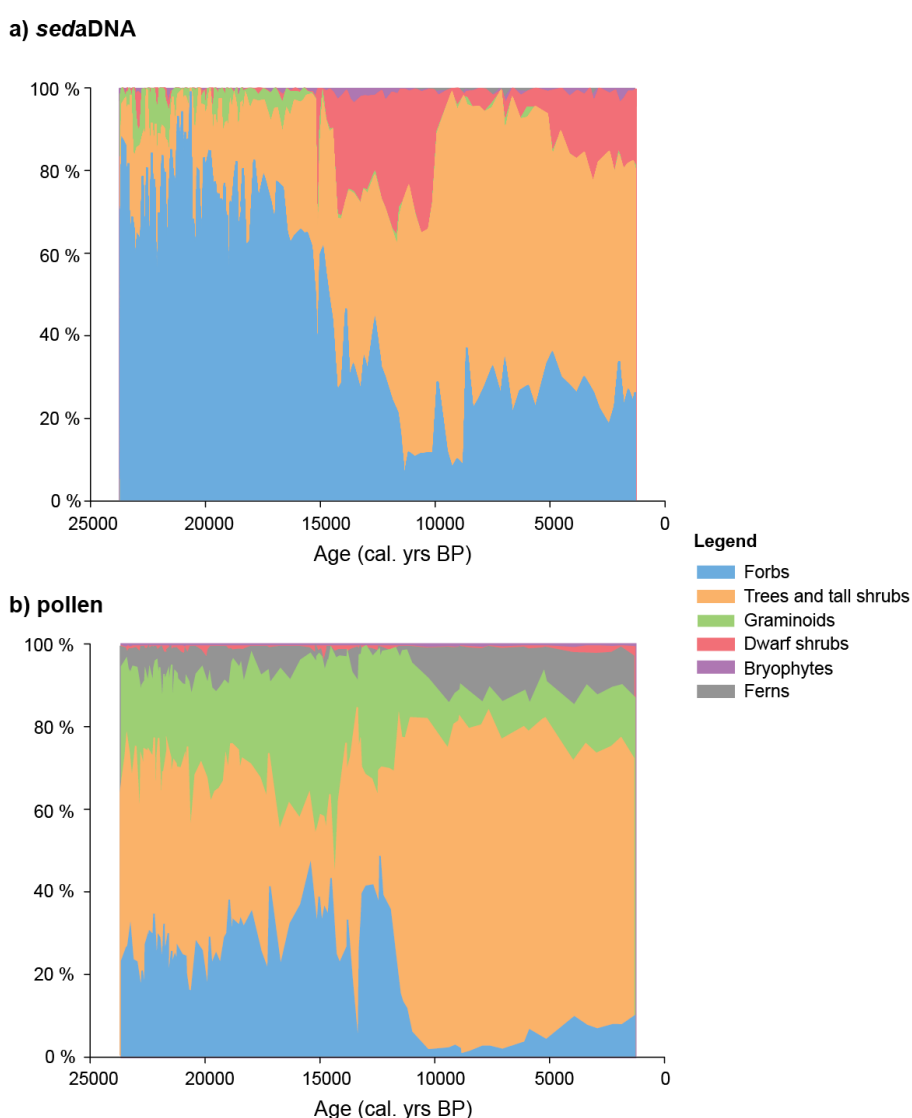 a) sedaDNA
100 %
80 %
60 %
40 %
20 %
0 %
25000 20000 15000 10000 5000 0
Age (cal. yrs BP)
Legend
Forbs
Trees and tall shrubs
Graminoids
Dwarf shrubs
Bryophytes
Ferns
b) pollen
100 %
80 %
60 %
40 %
20 %
0 %
25000 20000 15000 10000 5000 0
Age (cal. yrs BP)